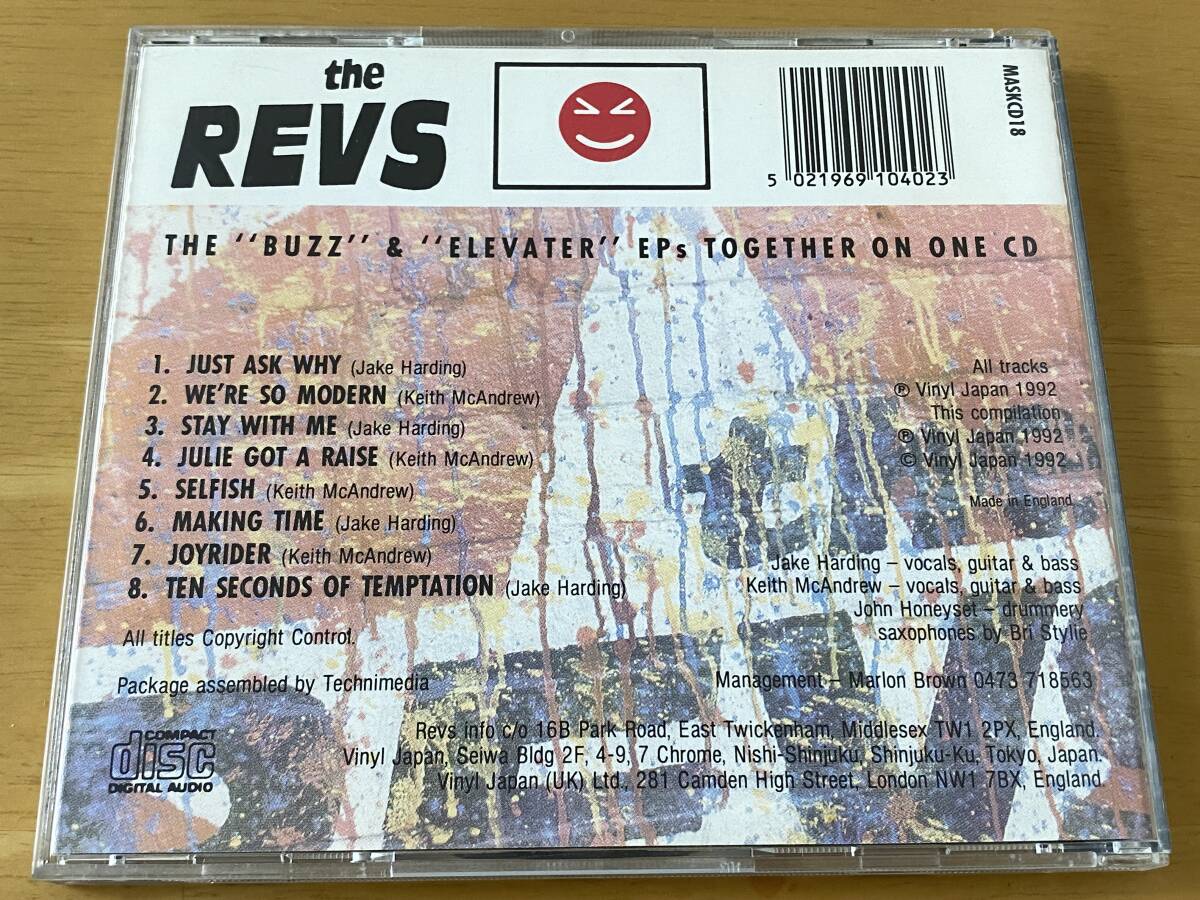 the
REVS
5 021969 104023
MASKCD18
THE "BUZZ" & "ELEVATER" EPs TOGETHER ON ONE CD
1. JUST ASK WHY (Jake Harding)
2. WE'RE SO MODERN (Keith McAndrew)
3. STAY WITH ME (Jake Harding)
4. JULIE GOT A RAISE (Keith McAndrew)
5. SELFISH (Keith McAndrew)
6. MAKING TIME (Jake Harding)
7. JOYRIDER (Keith McAndrew)
8. TEN SECONDS OF TEMPTATION (Jake Harding)
All titles Copyright Control.
Package assembled by Technimedia
All tracks
℗ Vinyl Japan 1992
This compilation
℗ Vinyl Japan 1992
© Vinyl Japan 1992
Made in England
Jake Harding – vocals, guitar & bass
Keith McAndrew – vocals, guitar & bass
John Honeyset – drummery
saxophones by Bri Stylie
Management – Marlon Brown 0473 718563
COMPACT
disc
DIGITAL AUDIO
Revs info c/o 16B Park Road, East Twickenham, Middlesex TW1 2PX, England.
Vinyl Japan, Seiwa Bldg 2F, 4-9, 7 Chrome, Nishi-Shinjuku, Shinjuku-Ku, Tokyo, Japan.
Vinyl Japan (UK) Ltd., 281 Camden High Street, London NW1 7BX, England.